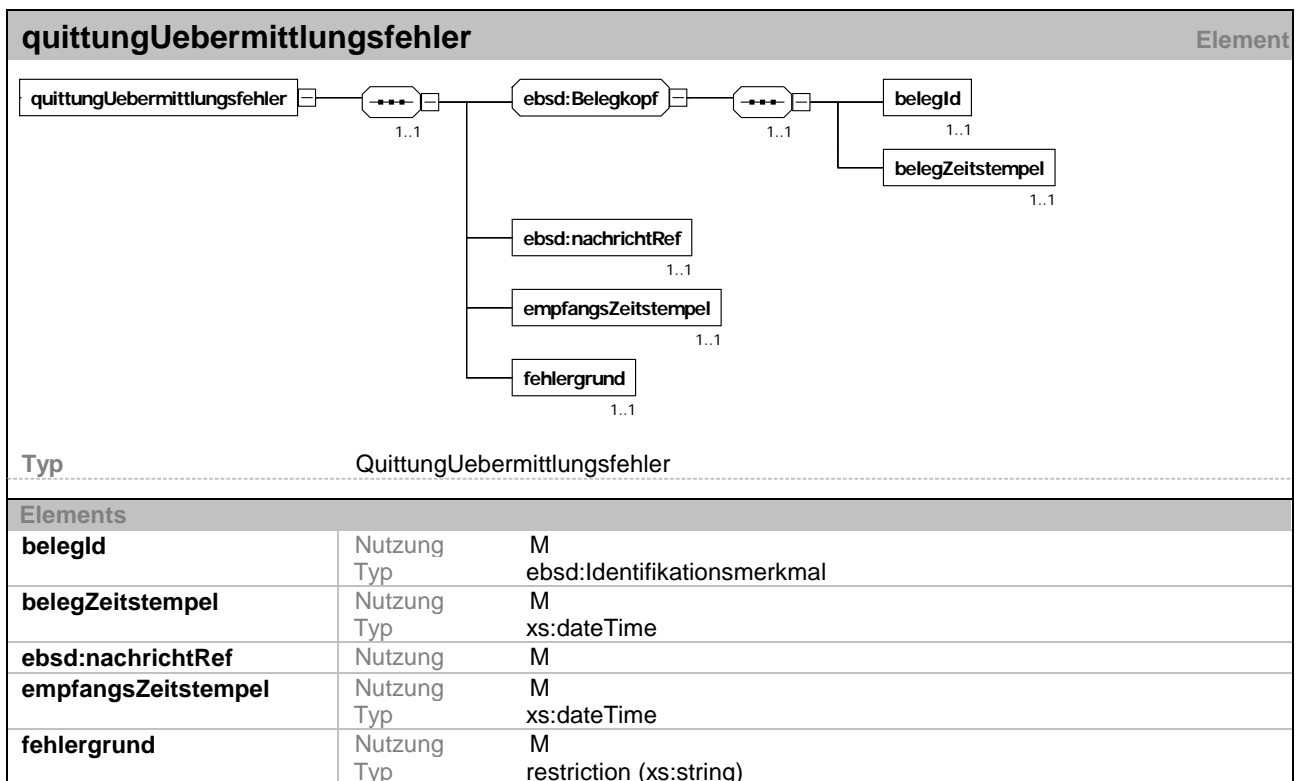 quittungUebermittlungsfehler Element
quittungUebermittlungsfehler
1..1
ebsd:Belegkopf
1..1
belegId
1..1
belegZeitstempel
1..1
ebsd:nachrichtRef
1..1
empfangsZeitstempel
1..1
fehlergrund
1..1
Typ QuittungUebermittlungsfehler
Elements
belegId Nutzung M
Typ ebsd:Identifikationsmerkmal
belegZeitstempel Nutzung M
Typ xs:dateTime
ebsd:nachrichtRef Nutzung M
empfangsZeitstempel Nutzung M
Typ xs:dateTime
fehlergrund Nutzung M
Typ restriction (xs:string)